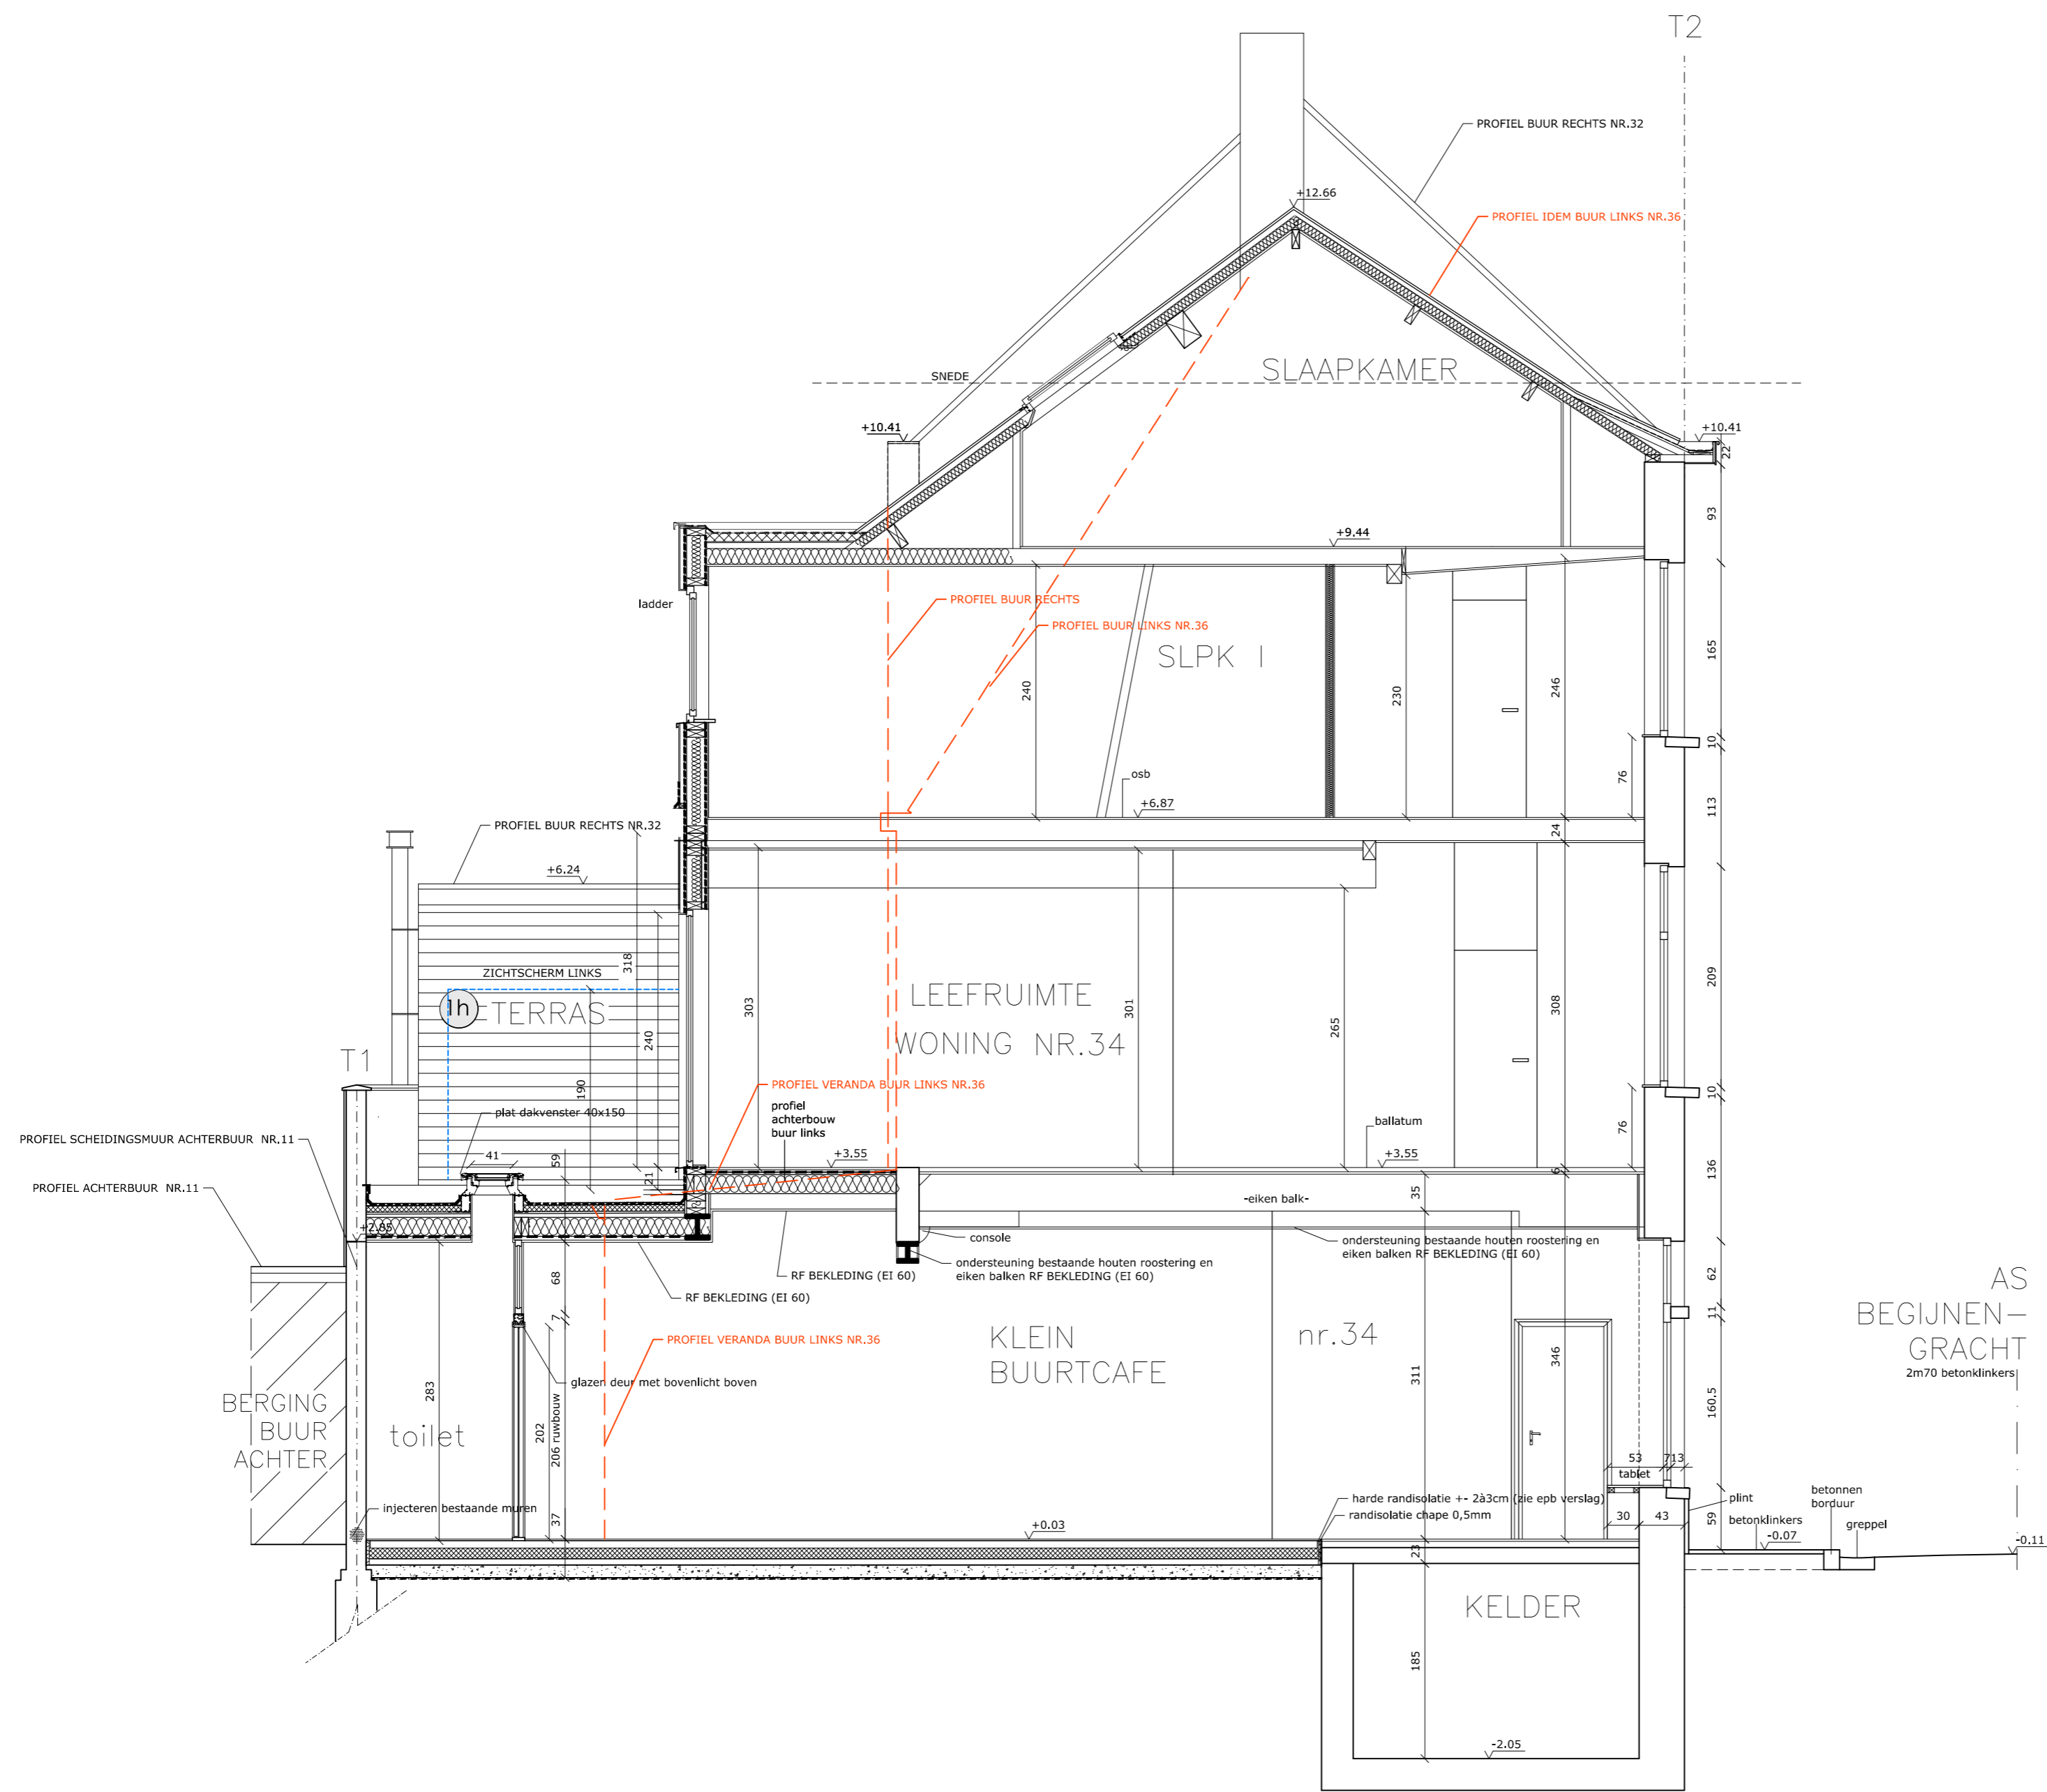 T2
PROFIEL BUUR RECHTS NR.32
+12.66
PROFIEL IDEM BUUR LINKS NR.36
SNEDE
SLAAPKAMER
+10.41
+10.41
22
93
+9.44
ladder
PROFIEL BUUR RECHTS
PROFIEL BUUR LINKS NR.36
SLPK I
240
230
246
165
10
76
osb
+6.87
113
24
PROFIEL BUUR RECHTS NR.32
+6.24
318
ZICHTSCHERM LINKS
1h
TERRAS
240
190
303
LEEFRUIMTE
WONING NR.34
301
265
308
209
10
T1
PROFIEL VERANDA BUUR LINKS NR.36
profiel
achterbouw
buur links
plat dakvenster 40x150
ballatum
76
136
PROFIEL SCHEIDINGSMUUR ACHTERBUUR NR.11
41
59
21
+3.55
+3.55
6
PROFIEL ACHTERBUUR NR.11
35
-eiken balk-
+2.85
console
ondersteuning bestaande houten roostering en
eiken balken RF BEKLEDING (EI 60)
ondersteuning bestaande houten roostering en
eiken balken RF BEKLEDING (EI 60)
RF BEKLEDING (EI 60)
RF BEKLEDING (EI 60)
68
7
62
11
AS
BEGIJNEN-
GRACHT
2m70 betonklinkers
PROFIEL VERANDA BUUR LINKS NR.36
KLEIN
BUURTCAFE
nr.34
346
311
glazen deur met bovenlicht boven
283
BERGING
BUUR
ACHTER
toilet
202
206 ruwbouw
160.5
53
7
13
tablet
injecteren bestaande muren
37
harde randisolatie +- 2à3cm (zie epb verslag)
randisolatie chape 0,5mm
30
43
59
plint
betonnen
borduur
betonklinkers
greppel
+0.03
-0.07
-0.11
23
KELDER
185
-2.05